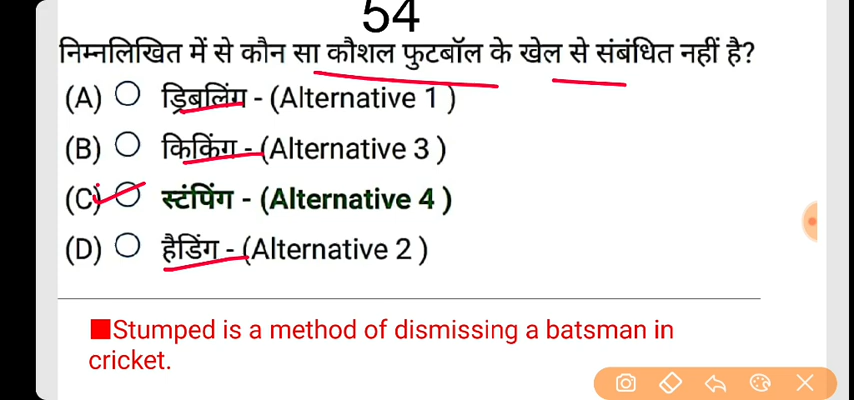 54
निम्नलिखित में से कौन सा कौशल फुटबॉल के खेल से संबंधित नहीं है?
(A) ड्रिबलिंग - (Alternative 1 )
(B) किकिंग - (Alternative 3 )
(C) स्टंपिंग - (Alternative 4 )
(D) हैडिंग - (Alternative 2 )
Stumped is a method of dismissing a batsman in
cricket.